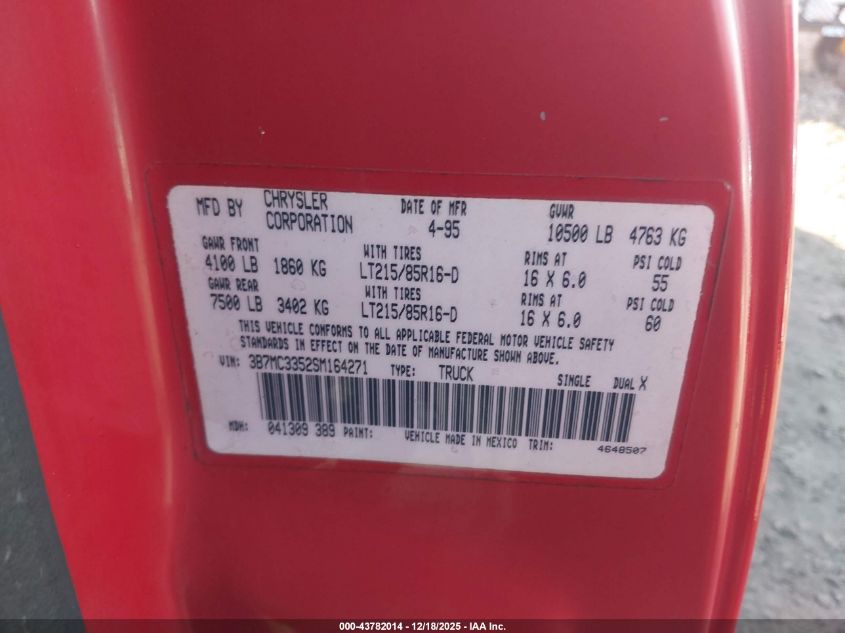 MFD BY CHRYSLER CORPORATION DATE OF MFR 4-95 GVWR 10500 LB 4763 KG
GAWR FRONT WITH TIRES RIMS AT PSI COLD
4100 LB 1860 KG LT215/85R16-D 16 X 6.0 55
GAWR REAR WITH TIRES RIMS AT PSI COLD
7500 LB 3402 KG LT215/85R16-D 16 X 6.0 60
THIS VEHICLE CONFORMS TO ALL APPLICABLE FEDERAL MOTOR VEHICLE SAFETY
STANDARDS IN EFFECT ON THE DATE OF MANUFACTURE SHOWN ABOVE.
VIN: 3B7MC3352SM164271 TYPE: TRUCK SINGLE DUAL X
MDH: 041309 389 PAINT: VEHICLE MADE IN MEXICO TRIM: 4648507
000-43782014 - 12/18/2025 - IAA Inc.